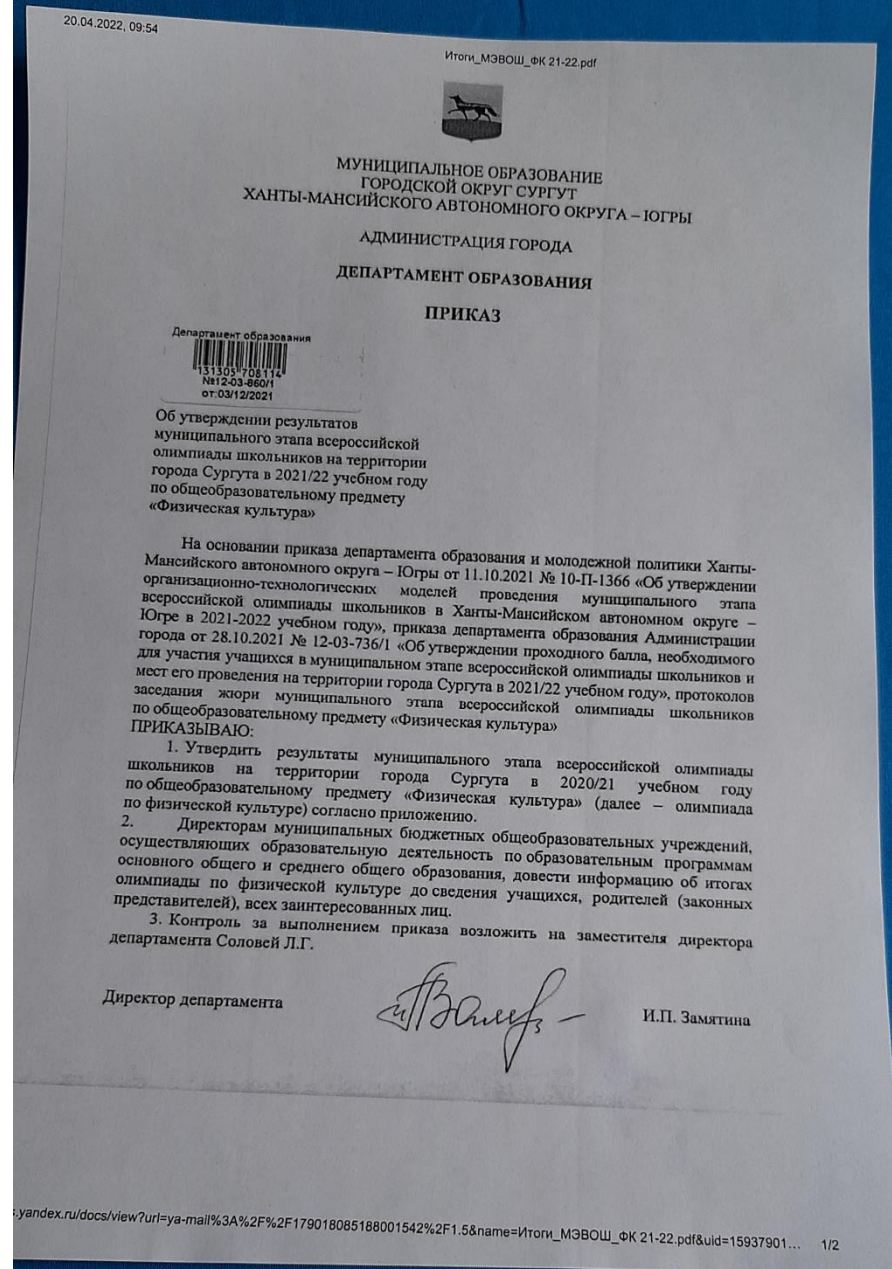 20.04.2022, 09:54
Итоги_МЭВОШ_ФК 21-22.pdf
МУНИЦИПАЛЬНОЕ ОБРАЗОВАНИЕ
ГОРОДСКОЙ ОКРУГ СУРГУТ
ХАНТЫ-МАНСИЙСКОГО АВТОНОМНОГО ОКРУГА – ЮГРЫ
АДМИНИСТРАЦИЯ ГОРОДА
ДЕПАРТАМЕНТ ОБРАЗОВАНИЯ
ПРИКАЗ
Департамент образования
131305 708114
№12-03-860/1
от:03/12/2021
Об утверждении результатов
муниципального этапа всероссийской
олимпиады школьников на территории
города Сургута в 2021/22 учебном году
по общеобразовательному предмету
«Физическая культура»
На основании приказа департамента образования и молодежной политики Ханты-
Мансийского автономного округа – Югры от 11.10.2021 № 10-П-1366 «Об утверждении
организационно-технологических моделей проведения муниципального этапа
всероссийской олимпиады школьников в Ханты-Мансийском автономном округе –
Югре в 2021-2022 учебном году», приказа департамента образования Администрации
города от 28.10.2021 № 12-03-736/1 «Об утверждении проходного балла, необходимого
для участия учащихся в муниципальном этапе всероссийской олимпиады школьников и
мест его проведения на территории города Сургута в 2021/22 учебном году», протоколов
заседания жюри муниципального этапа всероссийской олимпиады школьников
по общеобразовательному предмету «Физическая культура»
ПРИКАЗЫВАЮ:
1. Утвердить результаты муниципального этапа всероссийской олимпиады
школьников на территории города Сургута в 2020/21 учебном году
по общеобразовательному предмету «Физическая культура» (далее – олимпиада
по физической культуре) согласно приложению.
2. Директорам муниципальных бюджетных общеобразовательных учреждений,
осуществляющих образовательную деятельность по образовательным программам
основного общего и среднего общего образования, довести информацию об итогах
олимпиады по физической культуре до сведения учащихся, родителей (законных
представителей), всех заинтересованных лиц.
3. Контроль за выполнением приказа возложить на заместителя директора
департамента Соловей Л.Г.
Директор департамента
И.П. Замятина
s.yandex.ru/docs/view?url=ya-mail%3A%2F%2F179018085188001542%2F1.5&name=Итоги_МЭВОШ_ФК 21-22.pdf&uid=15937901... 1/2